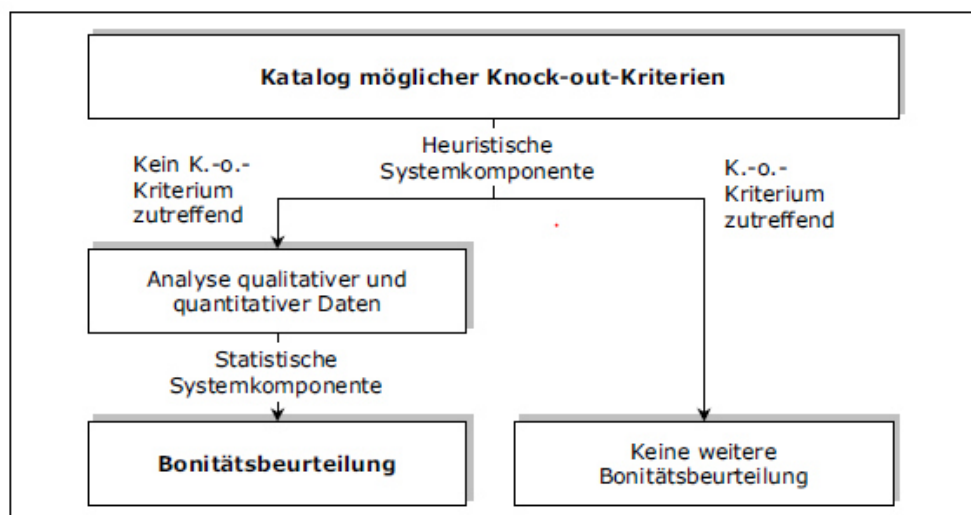 Katalog möglicher Knock-out-Kriterien
Heuristische
Systemkomponente
Kein K.-o.-
Kriterium
zutreffend
K.-o.-
Kriterium
zutreffend
Analyse qualitativer und
quantitativer Daten
Statistische
Systemkomponente
Bonitätsbeurteilung
Keine weitere
Bonitätsbeurteilung